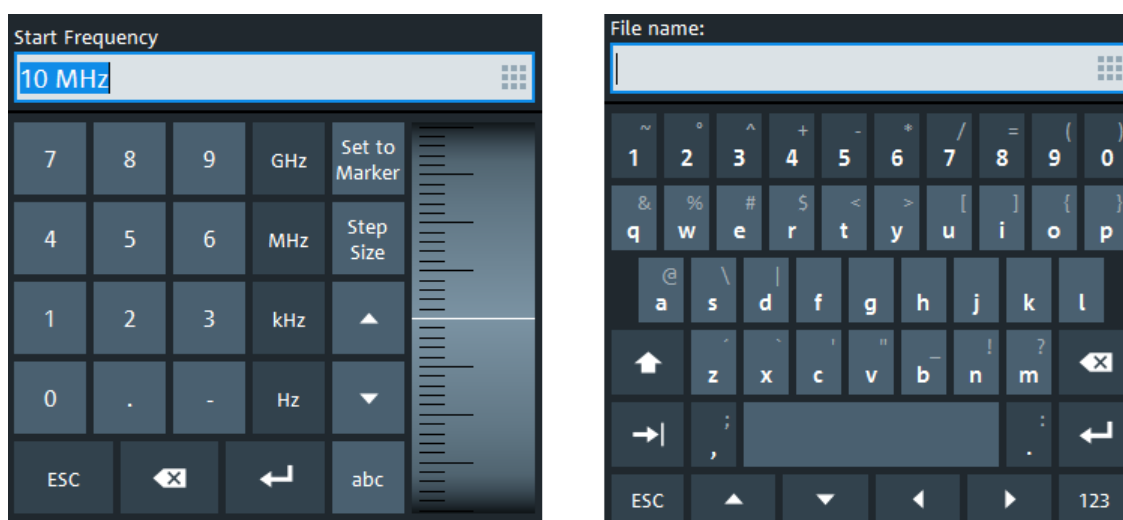 Start Frequency
10 MHz
7 8 9 GHz Set to
Marker
4 5 6 MHz Step
Size
1 2 3 kHz
0 . - Hz
ESC abc
File name:
~ ° ^ + - * / = ( )
1 2 3 4 5 6 7 8 9 0
& % # $ < > [ ] { }
q w e r t y u i o p
@ \ |
a s d f g h j k l
´ ` ' " _ ! ?
z x c v b n m
; :
, .
ESC 123